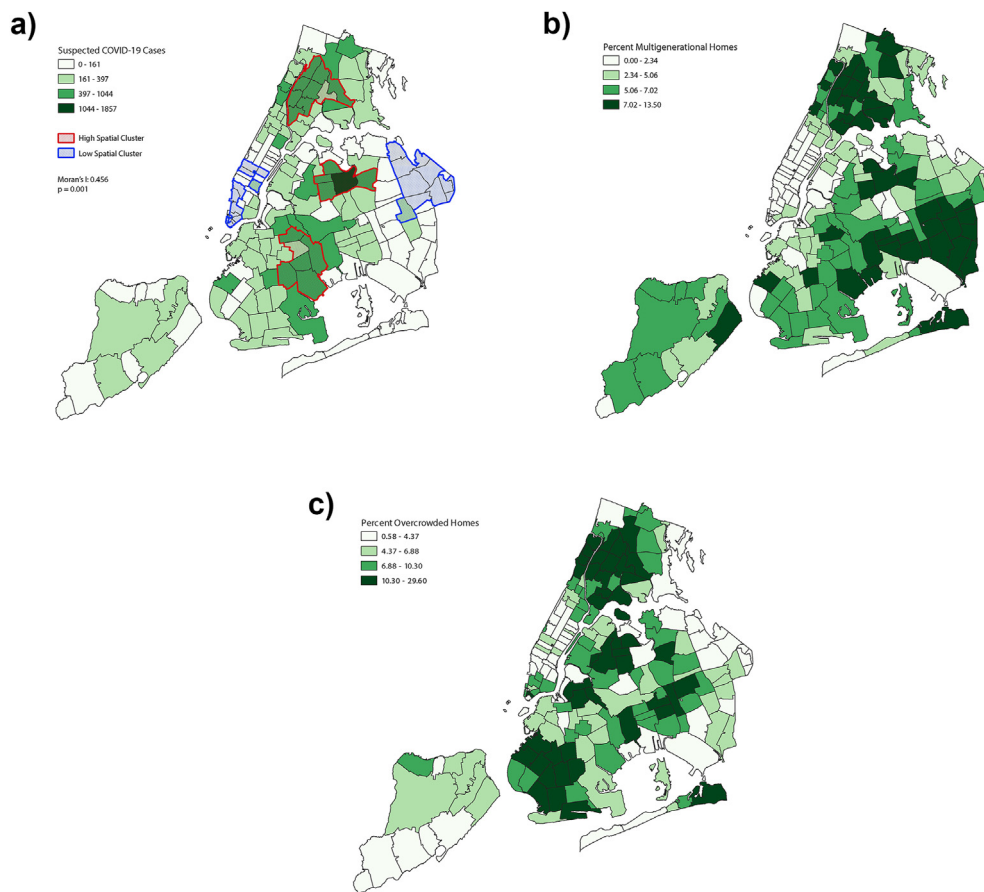 a)
Suspected COVID-19 Cases
0 - 161
161 - 397
397 - 1044
1044 - 1857
High Spatial Cluster
Low Spatial Cluster
Moran's I: 0.456
p = 0.001
b)
Percent Multigenerational Homes
0.00 - 2.34
2.34 - 5.06
5.06 - 7.02
7.02 - 13.50
c)
Percent Overcrowded Homes
0.58 - 4.37
4.37 - 6.88
6.88 - 10.30
10.30 - 29.60